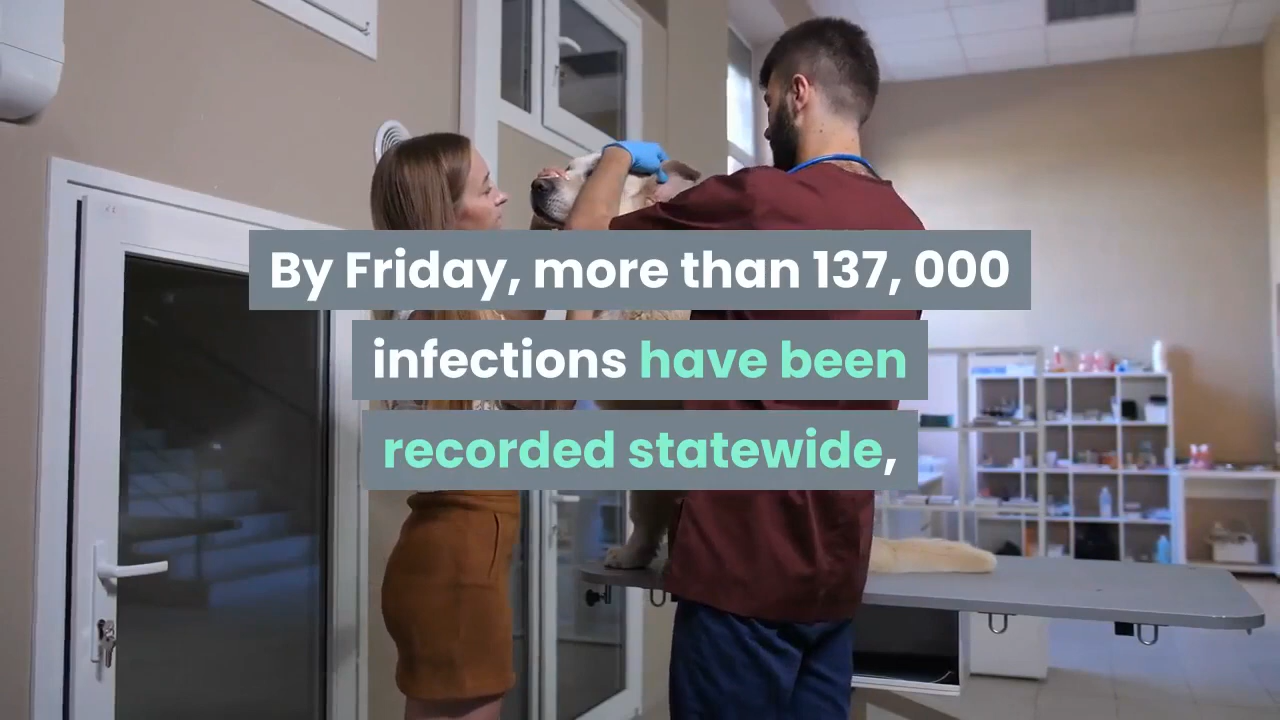 By Friday, more than 137, 000
infections have been
recorded statewide,